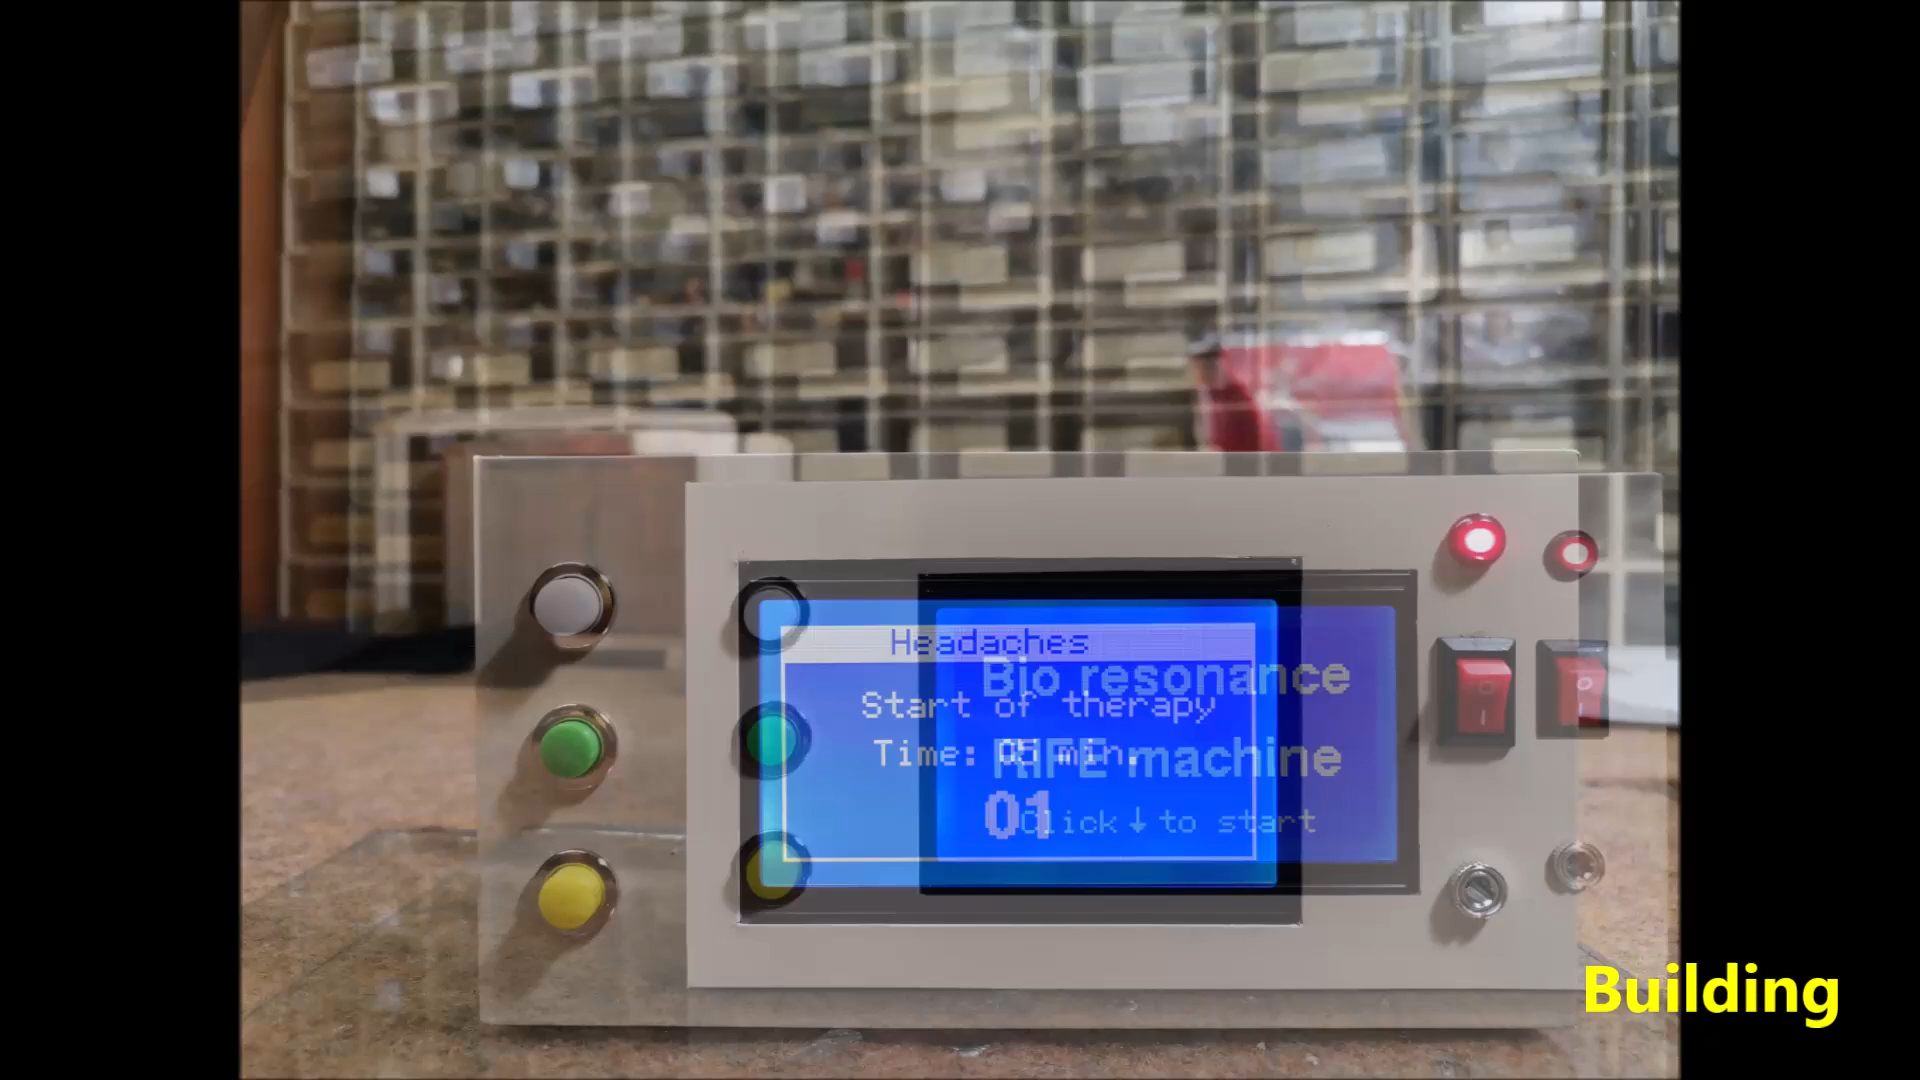 Headaches
Bio resonance
Start of therapy
RIFE machine
Time: 05 min.
01
Click ↓ to start
Building